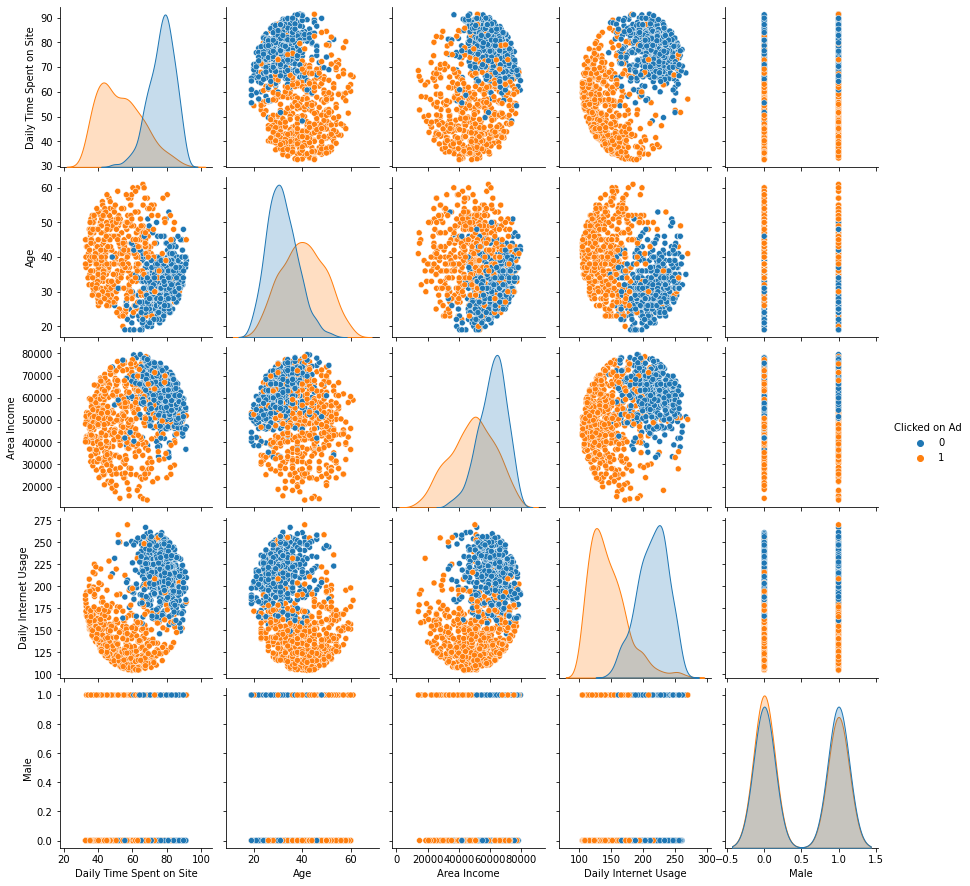 90
80
70
60
50
40
30
Daily Time Spent on Site
60
50
40
30
20
Age
80000
70000
60000
50000
40000
30000
20000
Area Income
Clicked on Ad
0
1
275
250
225
200
175
150
125
100
Daily Internet Usage
1.0
0.8
0.6
0.4
0.2
0.0
Male
20 40 60 80 100
Daily Time Spent on Site
20 40 60
Age
0 20000 40000 60000 80000
Area Income
100 150 200 250 300
Daily Internet Usage
−0.5 0.0 0.5 1.0 1.5
Male